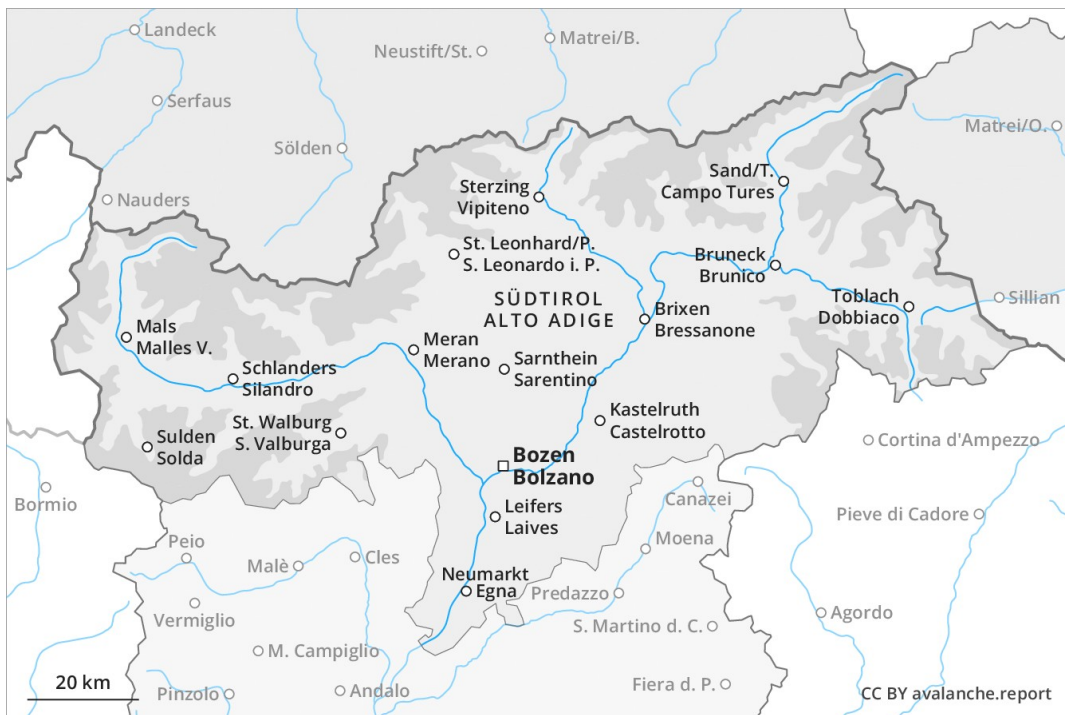 Landeck
Matrei/B.
Neustift/St.
Serfaus
Matrei/O.
Sölden
Sand/T.
Campo Tures
Sterzing
Vipiteno
Nauders
St. Leonhard/P.
S. Leonardo i. P.
Bruneck
Brunico
SÜDTIROL
ALTO ADIGE
Toblach
Dobbiaco
Sillian
Brixen
Bressanone
Mals
Malles V.
Meran
Merano
Sarnthein
Sarentino
Schlanders
Silandro
Kastelruth
Castelrotto
St. Walburg
S. Valburga
Sulden
Solda
Cortina d'Ampezzo
Bozen
Bolzano
Canazei
Bormio
Leifers
Laives
Pieve di Cadore
Moena
Peio
Cles
Malè
Neumarkt
Egna
Predazzo
Vermiglio
Agordo
S. Martino d. C.
M. Campiglio
20 km
Pinzolo
Andalo
Fiera d. P.
CC BY avalanche.report